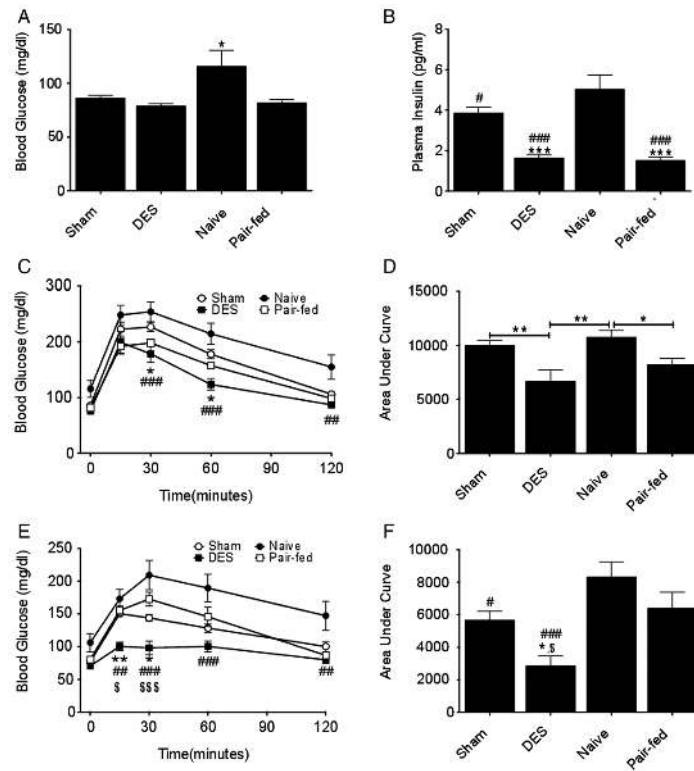 A
Blood Glucose (mg/dl)
150
100
50
0
*
Sham
DES
Naive
Pair-fed
B
Plasma Insulin (pg/ml)
8
6
4
2
0
#
###
***
###
***
Sham
DES
Naive
Pair-fed
C
Blood Glucose (mg/dl)
300
200
100
0
Sham
Naive
DES
Pair-fed
*
###
*
###
##
0
30
60
90
120
Time(minutes)
D
Area Under Curve
15000
10000
5000
0
**
**
*
Sham
DES
Naive
Pair-fed
E
Blood Glucose (mg/dl)
250
200
150
100
50
0
Sham
Naive
DES
Pair-fed
**
##
$
*
###
$$$
###
##
0
30
60
90
120
Time(minutes)
F
Area Under Curve
10000
8000
6000
4000
2000
0
#
###
*.$
Sham
DES
Naive
Pair-fed